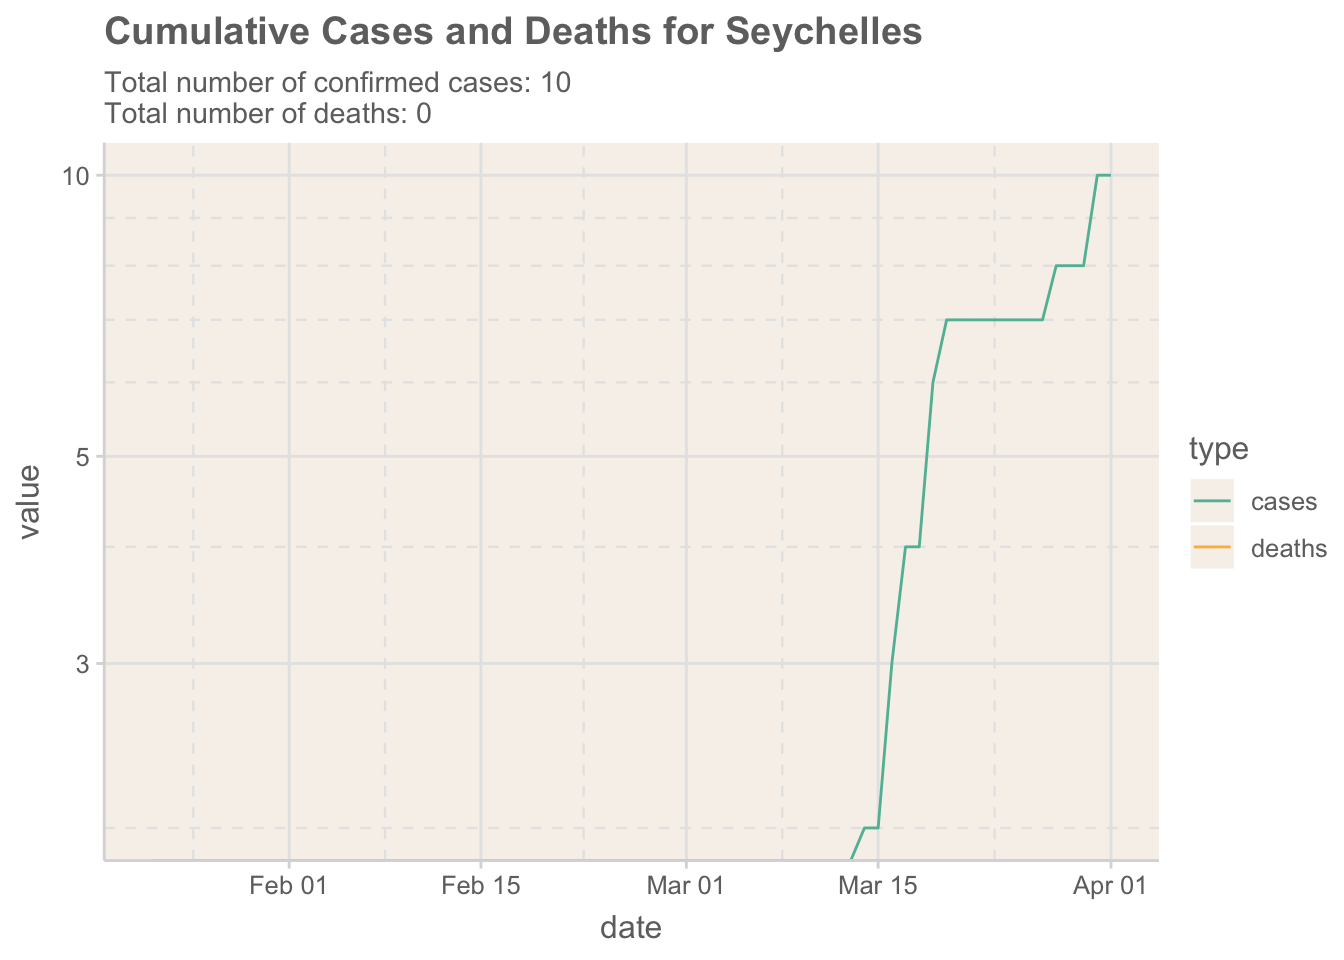 Cumulative Cases and Deaths for Seychelles
Total number of confirmed cases: 10
Total number of deaths: 0
10
5
3
value
Feb 01
Feb 15
Mar 01
Mar 15
Apr 01
date
type
cases
deaths